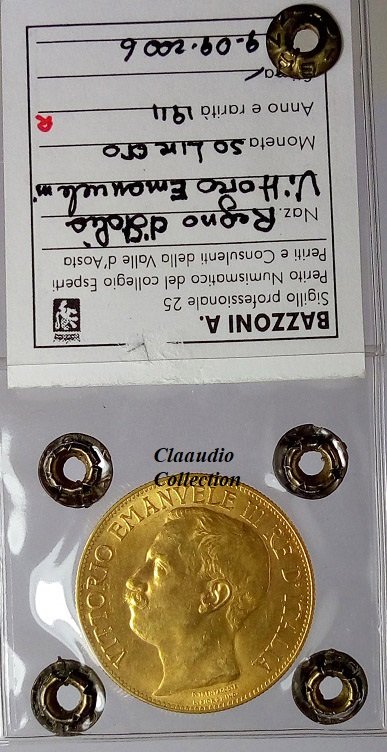 BAZZONI A.
Sigillo professionale 25
Perito Numismatico del collegio Esperti
Periti e Consulenti della Valle d'Aosta
Naz. Regno d'Italia
Vittorio Emanuele III
Moneta 50 Lire oro
Anno e rarità 1911 R
9.09.2006
Claaudio
Collection
VITTORIO EMANVELE III RE D'ITALIA